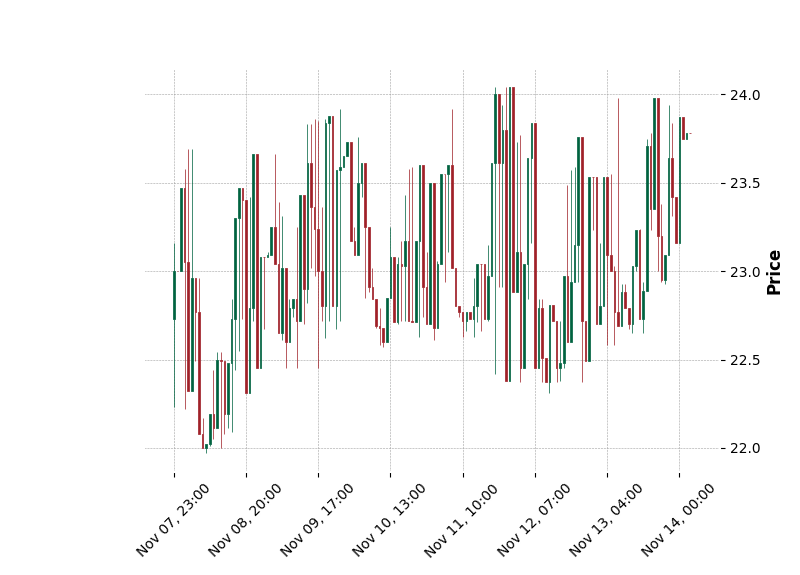 24.0
23.5
23.0
22.5
22.0
Price
Nov 07, 23:00
Nov 08, 20:00
Nov 09, 17:00
Nov 10, 13:00
Nov 11, 10:00
Nov 12, 07:00
Nov 13, 04:00
Nov 14, 00:00